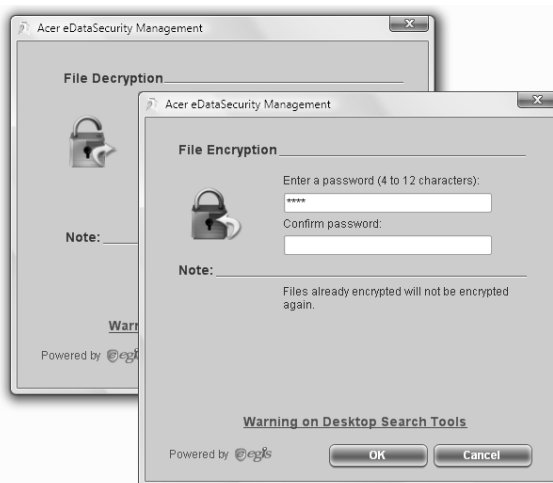 Acer eDataSecurity Management
File Decryption
Note:
Warn
Powered by egis
Acer eDataSecurity Management
File Encryption
Enter a password (4 to 12 characters):
****
Confirm password:
Note:
Files already encrypted will not be encrypted
again.
Warning on Desktop Search Tools
Powered by egis
OK
Cancel